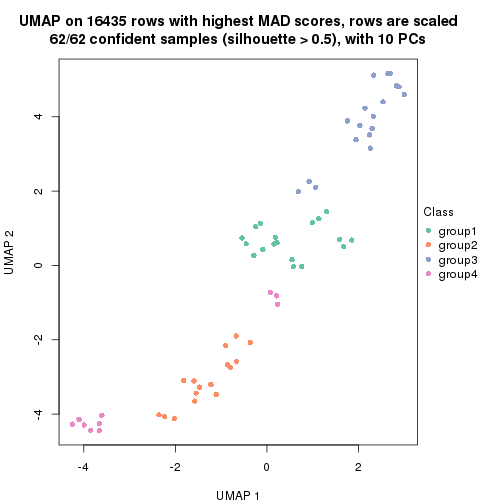 UMAP on 16435 rows with highest MAD scores, rows are scaled
62/62 confident samples (silhouette > 0.5), with 10 PCs
4
2
0
-2
-4
UMAP 2
-4
-2
0
2
UMAP 1
Class
group1
group2
group3
group4